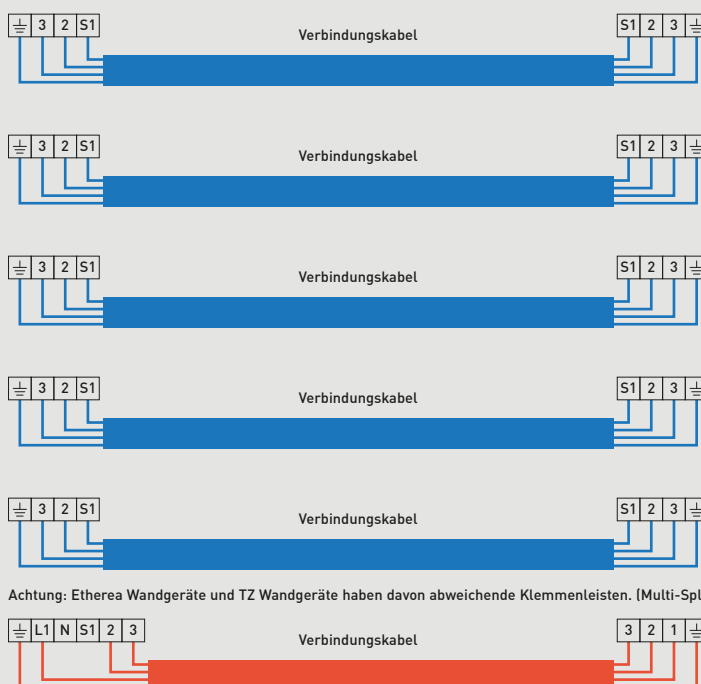 3 2 S1 Verbindungskabel S1 2 3
3 2 S1 Verbindungskabel S1 2 3
3 2 S1 Verbindungskabel S1 2 3
3 2 S1 Verbindungskabel S1 2 3
3 2 S1 Verbindungskabel S1 2 3
Achtung: Etherea Wandgeräte und TZ Wandgeräte haben davon abweichende Klemmenleisten. (Multi-Spl
L1 N S1 2 3 Verbindungskabel 3 2 1